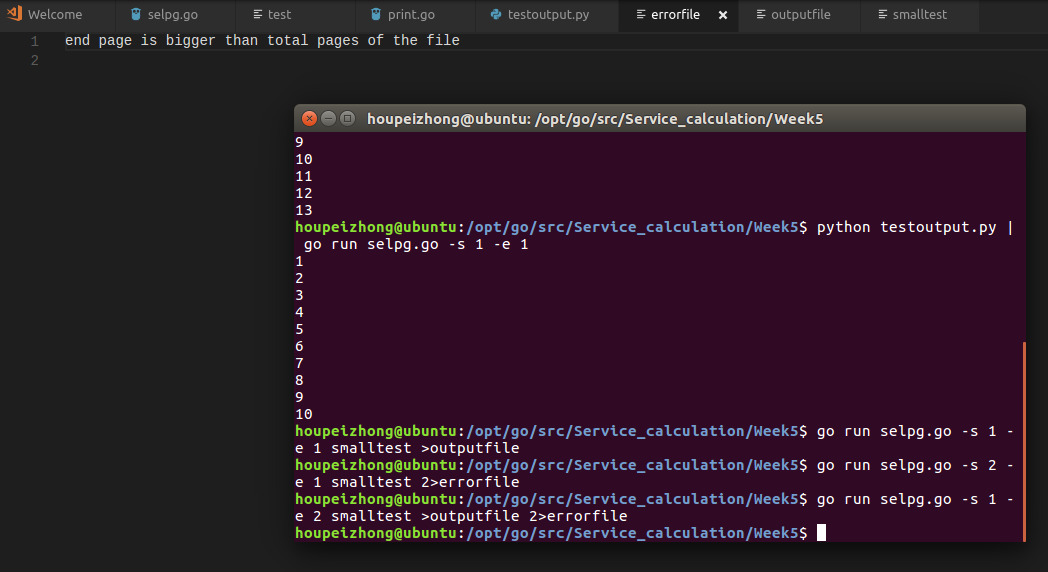 Welcome selpg.go test print.go testoutput.py errorfile outputfile smalltest
1 end page is bigger than total pages of the file
2
houpeizhong@ubuntu: /opt/go/src/Service_calculation/Week5
9
10
11
12
13
houpeizhong@ubuntu:/opt/go/src/Service_calculation/Week5$ python testoutput.py |
 go run selpg.go -s 1 -e 1
1
2
3
4
5
6
7
8
9
10
houpeizhong@ubuntu:/opt/go/src/Service_calculation/Week5$ go run selpg.go -s 1 -
e 1 smalltest >outputfile
houpeizhong@ubuntu:/opt/go/src/Service_calculation/Week5$ go run selpg.go -s 2 -
e 1 smalltest 2>errorfile
houpeizhong@ubuntu:/opt/go/src/Service_calculation/Week5$ go run selpg.go -s 1 -
e 2 smalltest >outputfile 2>errorfile
houpeizhong@ubuntu:/opt/go/src/Service_calculation/Week5$